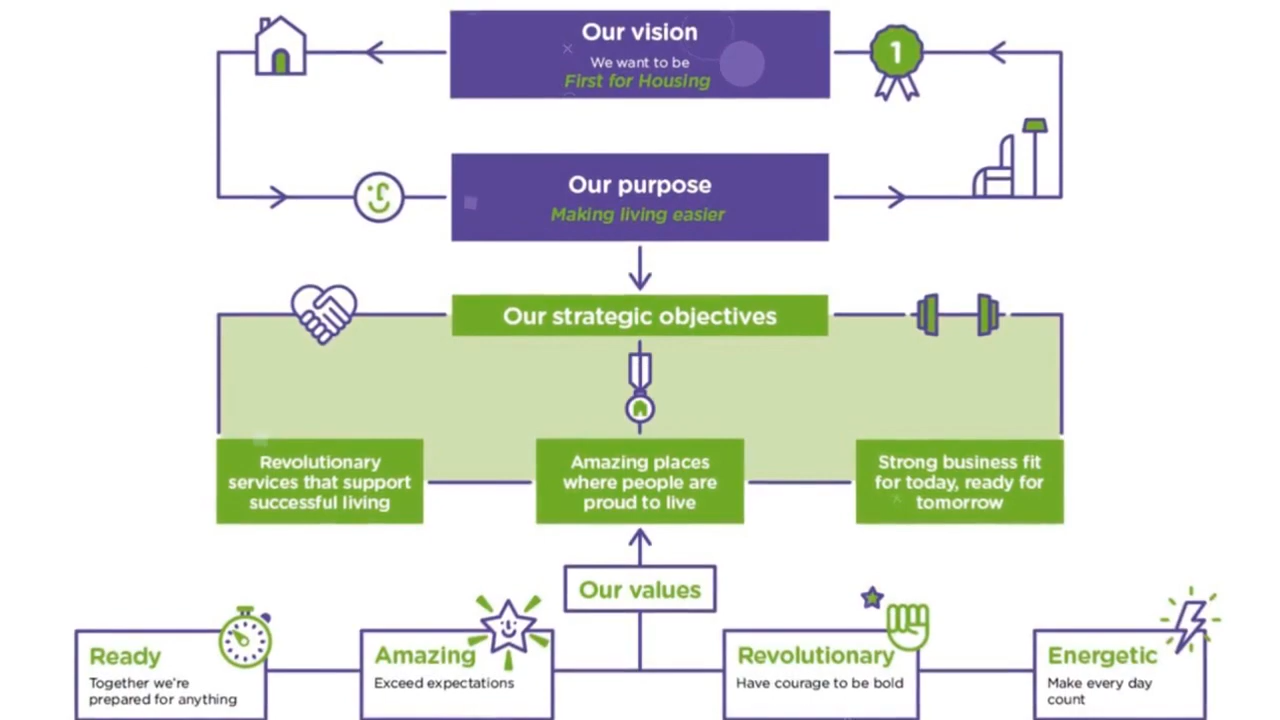 Our vision
We want to be
First for Housing
1
Our purpose
Making living easier
Our strategic objectives
Revolutionary
services that support
successful living
Amazing places
where people are
proud to live
Strong business fit
for today, ready for
tomorrow
Our values
Ready
Together we're
prepared for anything
Amazing
Exceed expectations
Revolutionary
Have courage to be bold
Energetic
Make every day
count